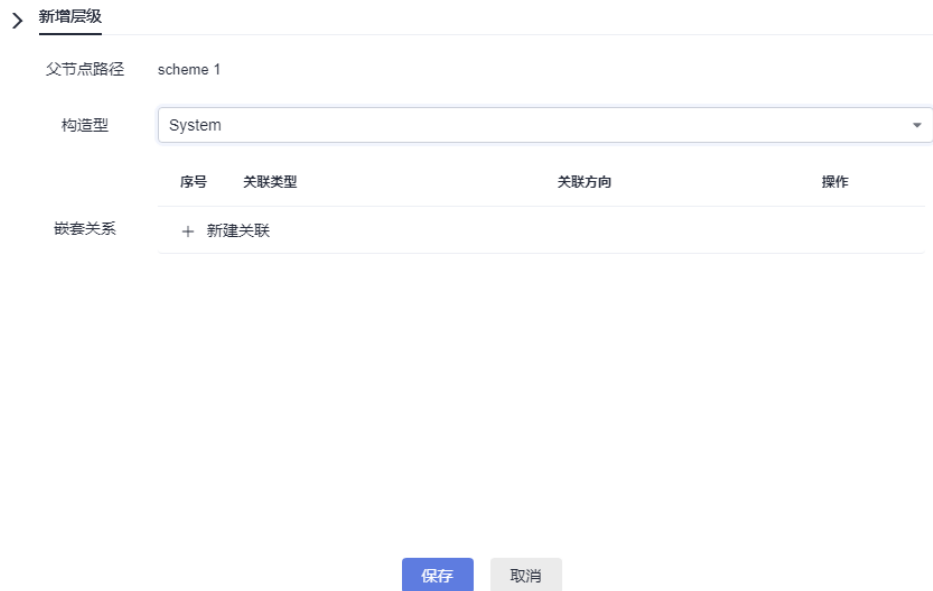 新增层级
父节点路径 scheme 1
构造型 System
序号 关联类型 关联方向 操作
嵌套关系 + 新建关联
保存 取消